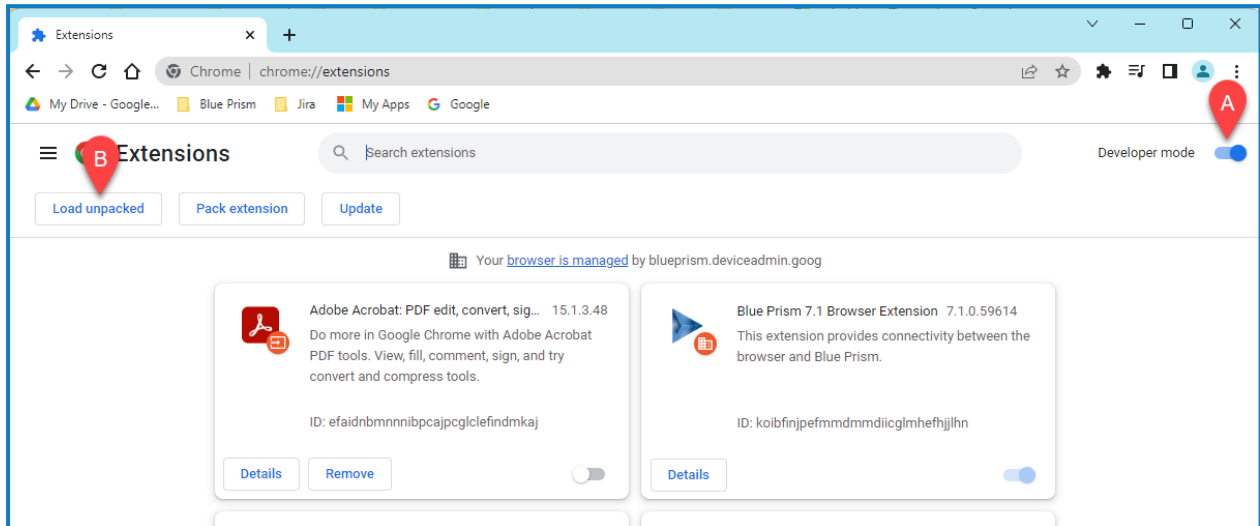 Extensions
Chrome | chrome://extensions
My Drive - Google... Blue Prism Jira My Apps G Google
A
B
Extensions
Search extensions
Developer mode
Load unpacked Pack extension Update
Your browser is managed by blueprism.deviceadmin.goog
Adobe Acrobat: PDF edit, convert, sig... 15.1.3.48
Do more in Google Chrome with Adobe Acrobat
PDF tools. View, fill, comment, sign, and try
convert and compress tools.
ID: efaidnbmnnnibpcajpcglclefindmkaj
Details Remove
Blue Prism 7.1 Browser Extension 7.1.0.59614
This extension provides connectivity between the
browser and Blue Prism.
ID: koibfinjpefmmdmmdiicglmhefhjjlhn
Details